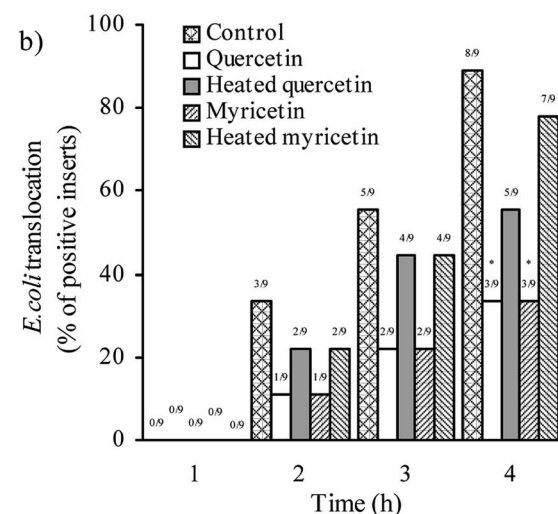 b)
E.coli translocation
(% of positive inserts)
100
80
60
40
20
0
Control
Quercetin
Heated quercetin
Myricetin
Heated myricetin
0/9 0/9 0/9 0/9 0/9
3/9 1/9 2/9 1/9 2/9
5/9 2/9 4/9 2/9 4/9
8/9 * 3/9 5/9 * 3/9 7/9
1 2 3 4
Time (h)